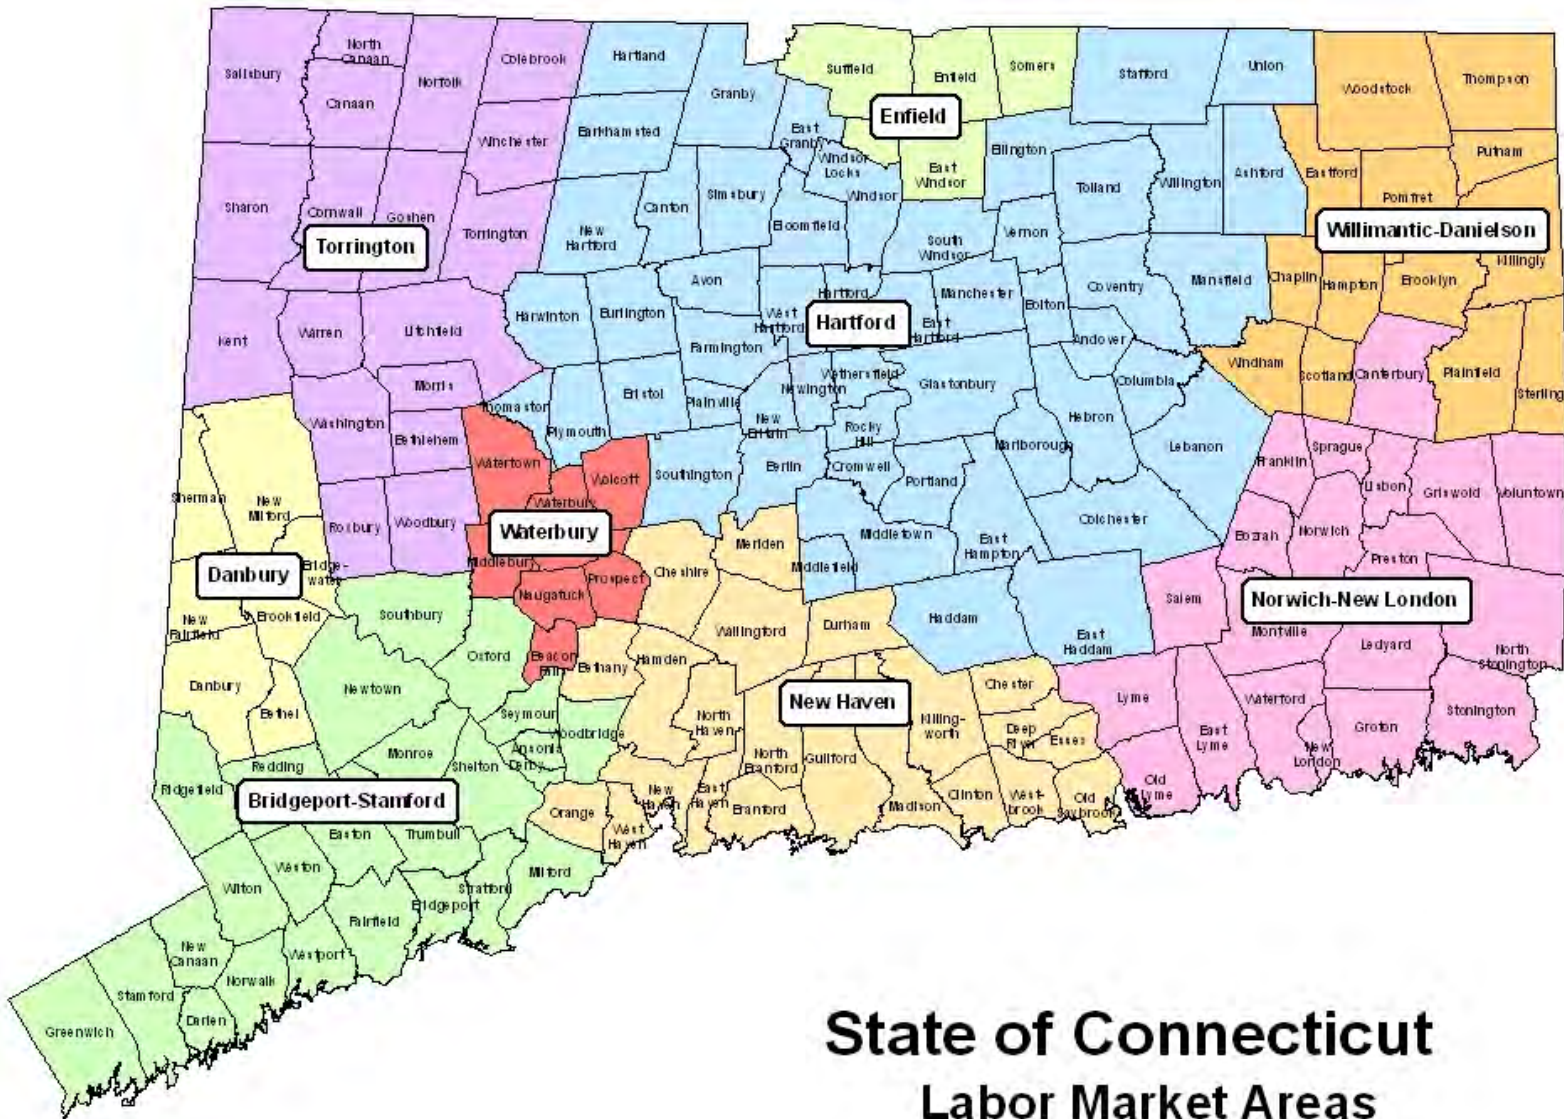 Salisbury
North
Canaan
Canaan
Norfolk
Colebrook
Hartland
Granby
Suffield
Enfield
Somers
Stafford
Union
Woodstock
Thompson
Enfield
Winchester
Barkhamsted
East
Granby
Windsor
Locks
East
Windsor
Ellington
Tolland
Willington
Ashford
Eastford
Putnam
Pomfret
Sharon
Cornwall
Goshen
Torrington
Torrington
New
Hartford
Canton
Simsbury
Bloomfield
Windsor
South
Windsor
Vernon
Willimantic-Danielson
Killingly
Kent
Warren
Litchfield
Harwinton
Burlington
Avon
West
Hartford
Hartford
Hartford
East
Hartford
Manchester
Bolton
Coventry
Mansfield
Chaplin
Hampton
Brooklyn
Farmington
Andover
Morris
Thomaston
Plymouth
Bristol
Plainville
Newington
Wethersfield
Glastonbury
Hebron
Columbia
Windham
Scotland
Canterbury
Plainfield
Sterling
Washington
Bethlehem
Watertown
Wolcott
Southington
New
Britain
Berlin
Rocky
Hill
Cromwell
Portland
Marlborough
Lebanon
Franklin
Sprague
Lisbon
Griswold
Voluntown
Sherman
New
Milford
Roxbury
Woodbury
Waterbury
Waterbury
Meriden
Middletown
East
Hampton
Colchester
Bozrah
Norwich
Preston
Danbury
Bridge-
water
Middlebury
Naugatuck
Prospect
Cheshire
Middlefield
Norwich-New London
New
Fairfield
Brookfield
Southbury
Oxford
Beacon
Falls
Bethany
Hamden
Wallingford
Durham
Haddam
East
Haddam
Salem
Montville
Ledyard
North
Stonington
Danbury
Bethel
Newtown
Seymour
Woodbridge
North
Haven
New Haven
Killing-
worth
Chester
Deep
River
Essex
Lyme
East
Lyme
Waterford
New
London
Groton
Stonington
Ridgefield
Redding
Monroe
Shelton
Ansonia
Derby
Bridgeport-Stamford
Orange
New
Haven
West
Haven
East
Haven
North
Branford
Branford
Guilford
Madison
Clinton
West-
brook
Old
Saybrook
Old
Lyme
Easton
Trumbull
Wilton
Weston
Milford
Stratford
Bridgeport
Fairfield
New
Canaan
Westport
Norwalk
Stamford
Darien
Greenwich
State of Connecticut
Labor Market Areas